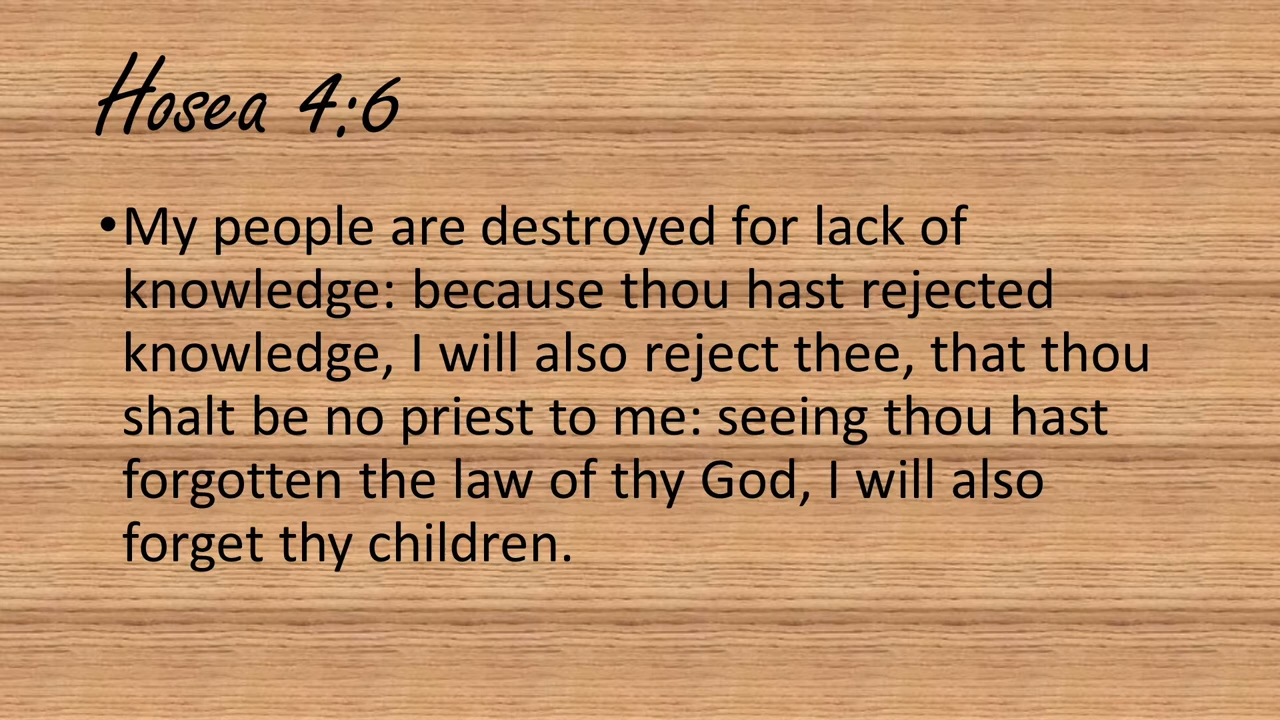 Hosea 4:6
•My people are destroyed for lack of
knowledge: because thou hast rejected
knowledge, I will also reject thee, that thou
shalt be no priest to me: seeing thou hast
forgotten the law of thy God, I will also
forget thy children.